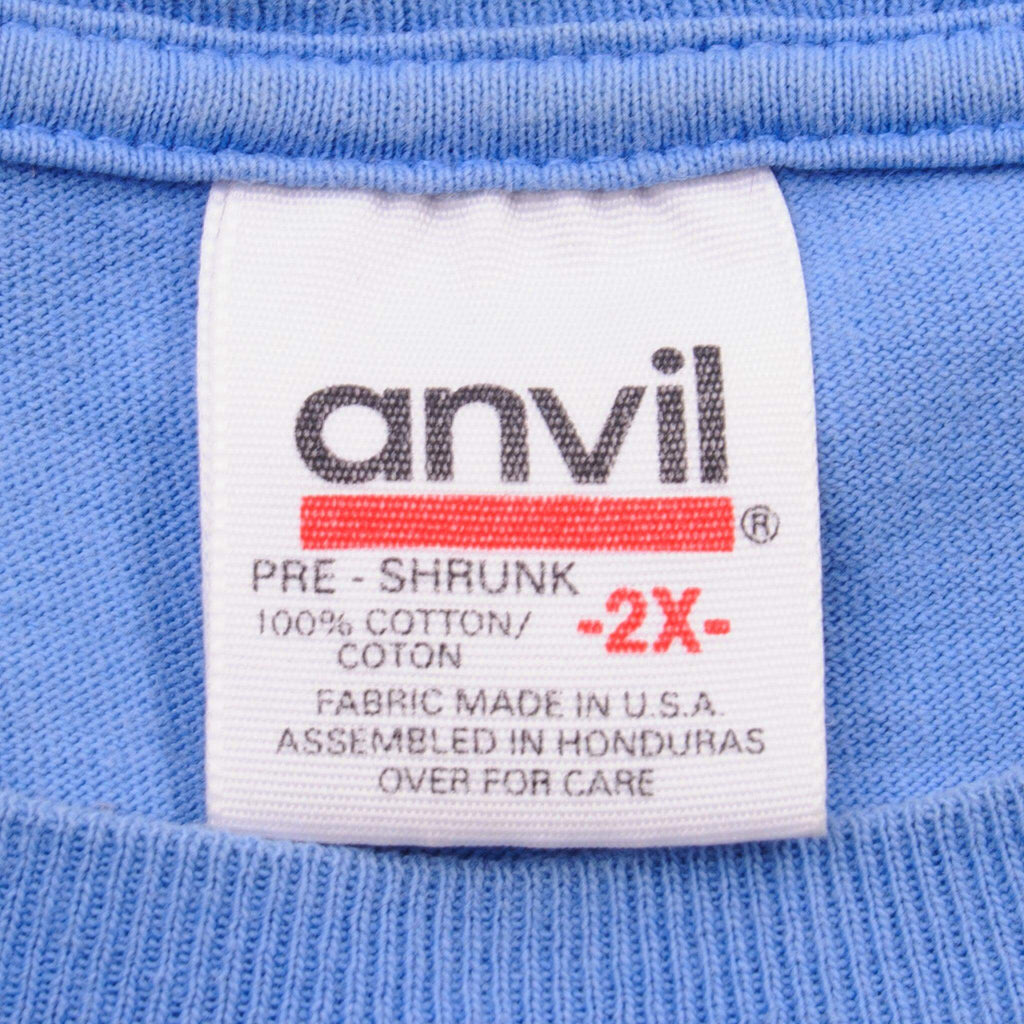 anvil®
PRE - SHRUNK
100% COTTON/
COTON
-2X-
FABRIC MADE IN U.S.A.
ASSEMBLED IN HONDURAS
OVER FOR CARE